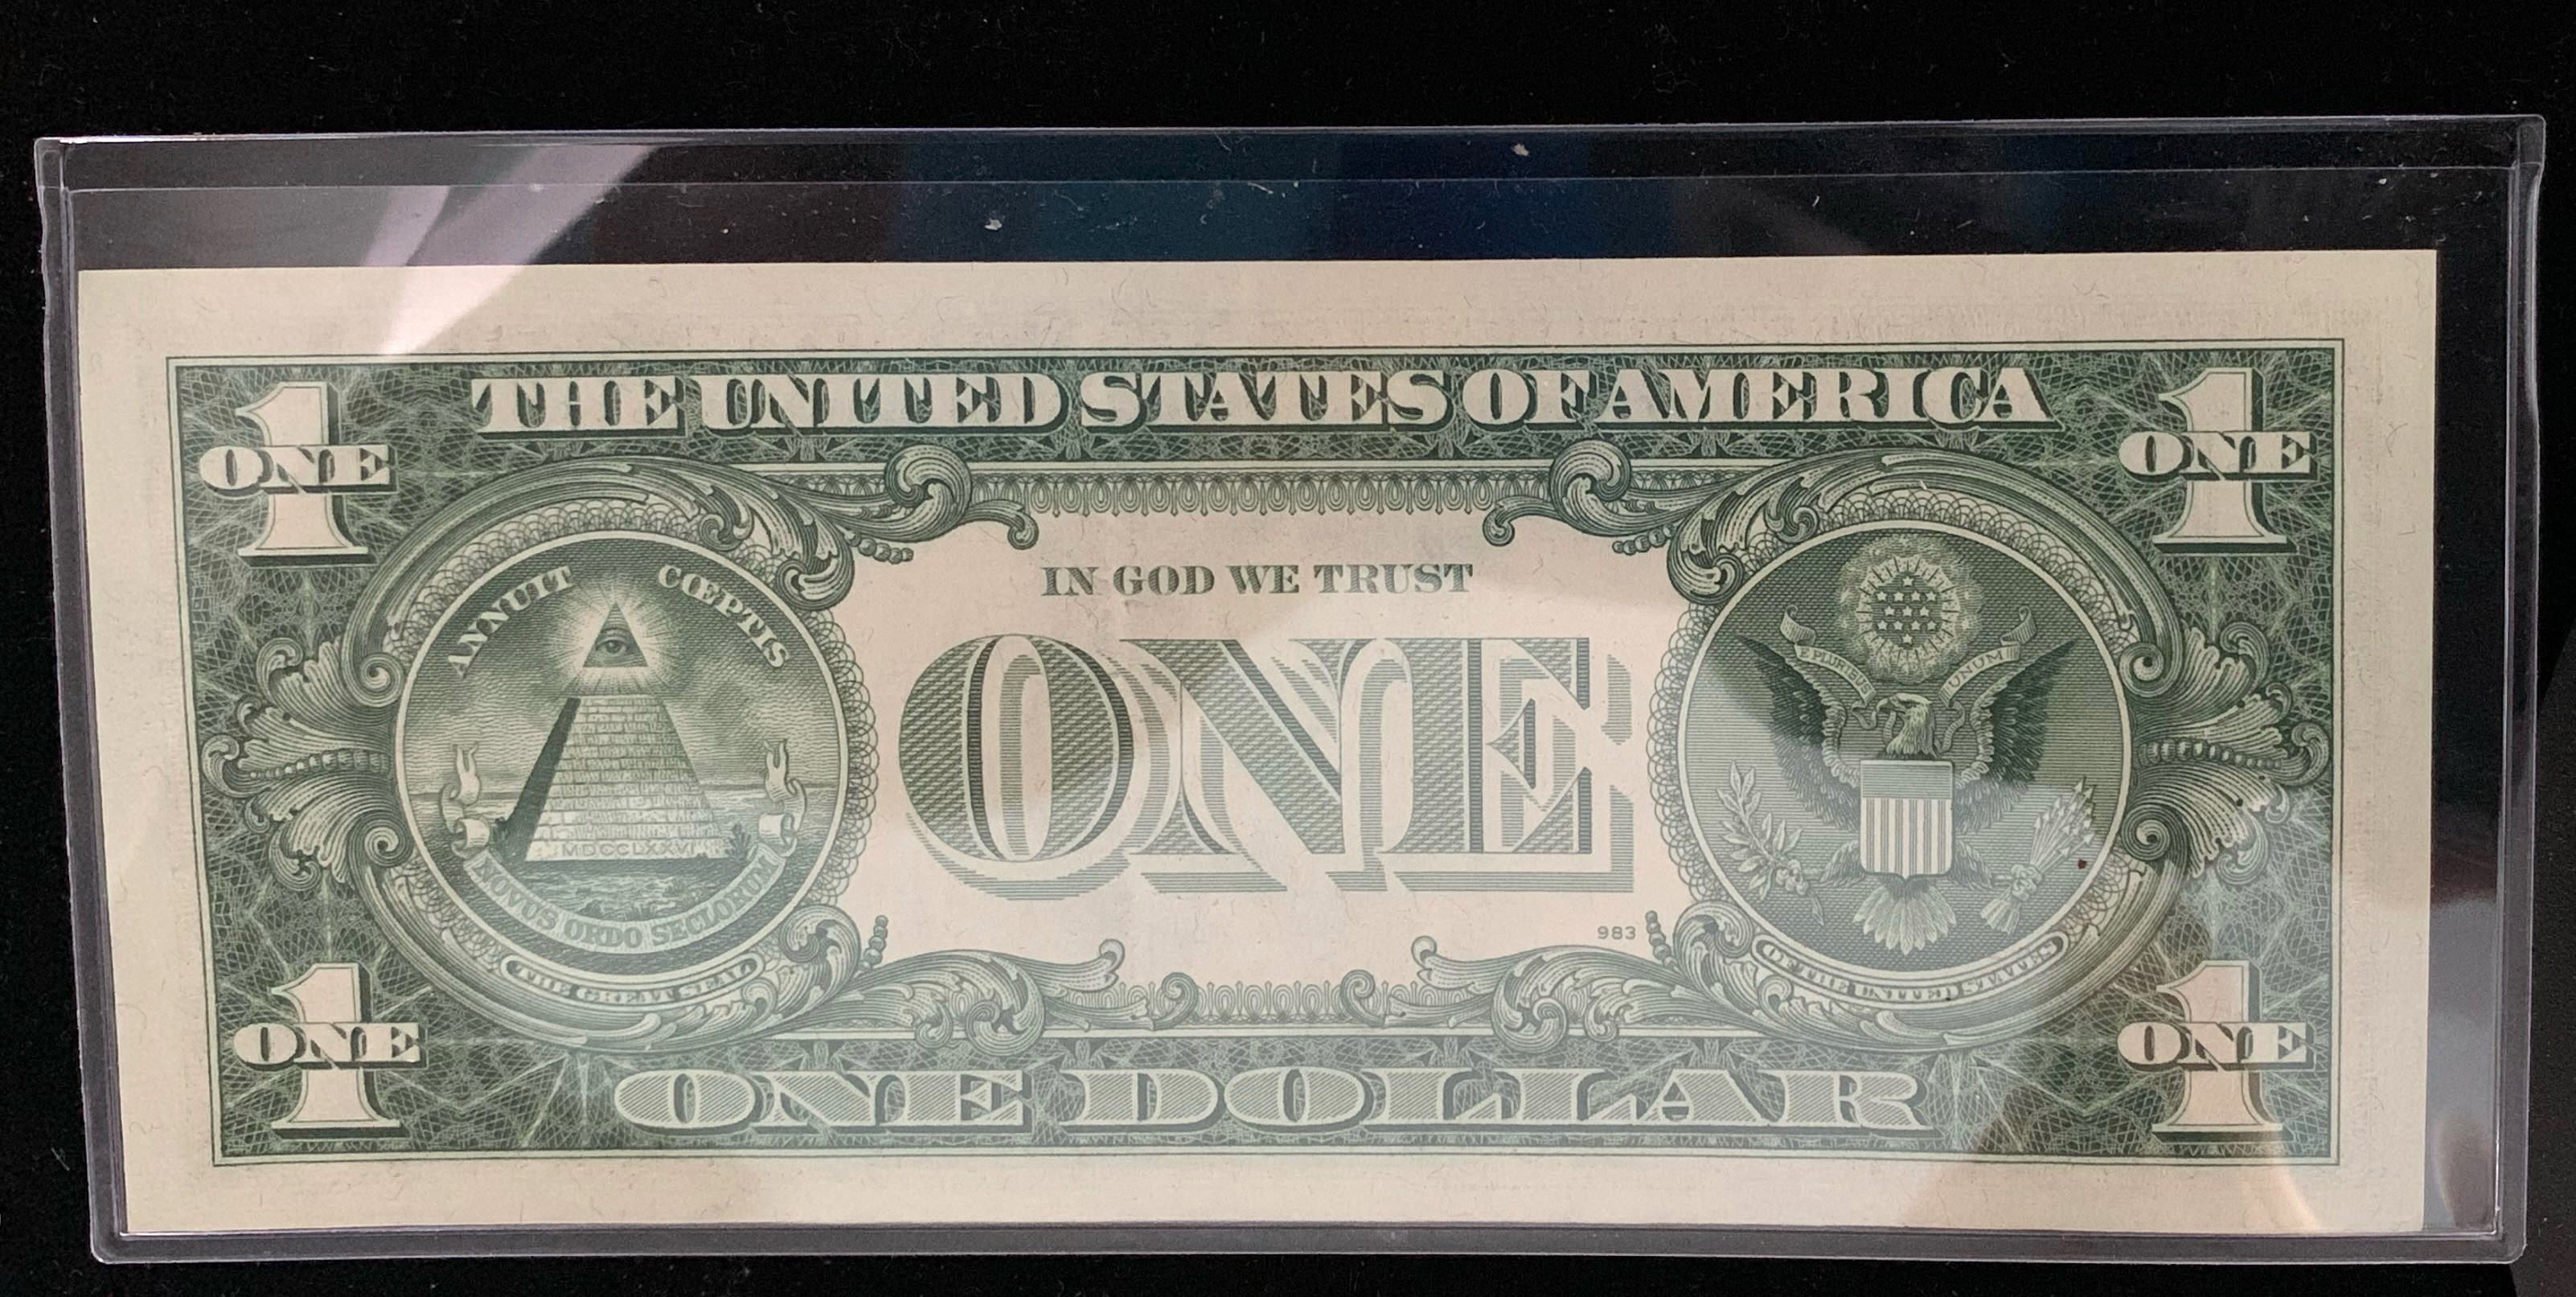 THE UNITED STATES OF AMERICA
1
ONE
1
ONE
ANNUIT CŒPTIS
IN GOD WE TRUST
E PLURIBUS UNUM
ONE
MDCCLXXVI
NOVUS ORDO SECLORUM
983
THE GREAT SEAL
OF THE UNITED STATES
1
ONE
1
ONE
ONE DOLLAR